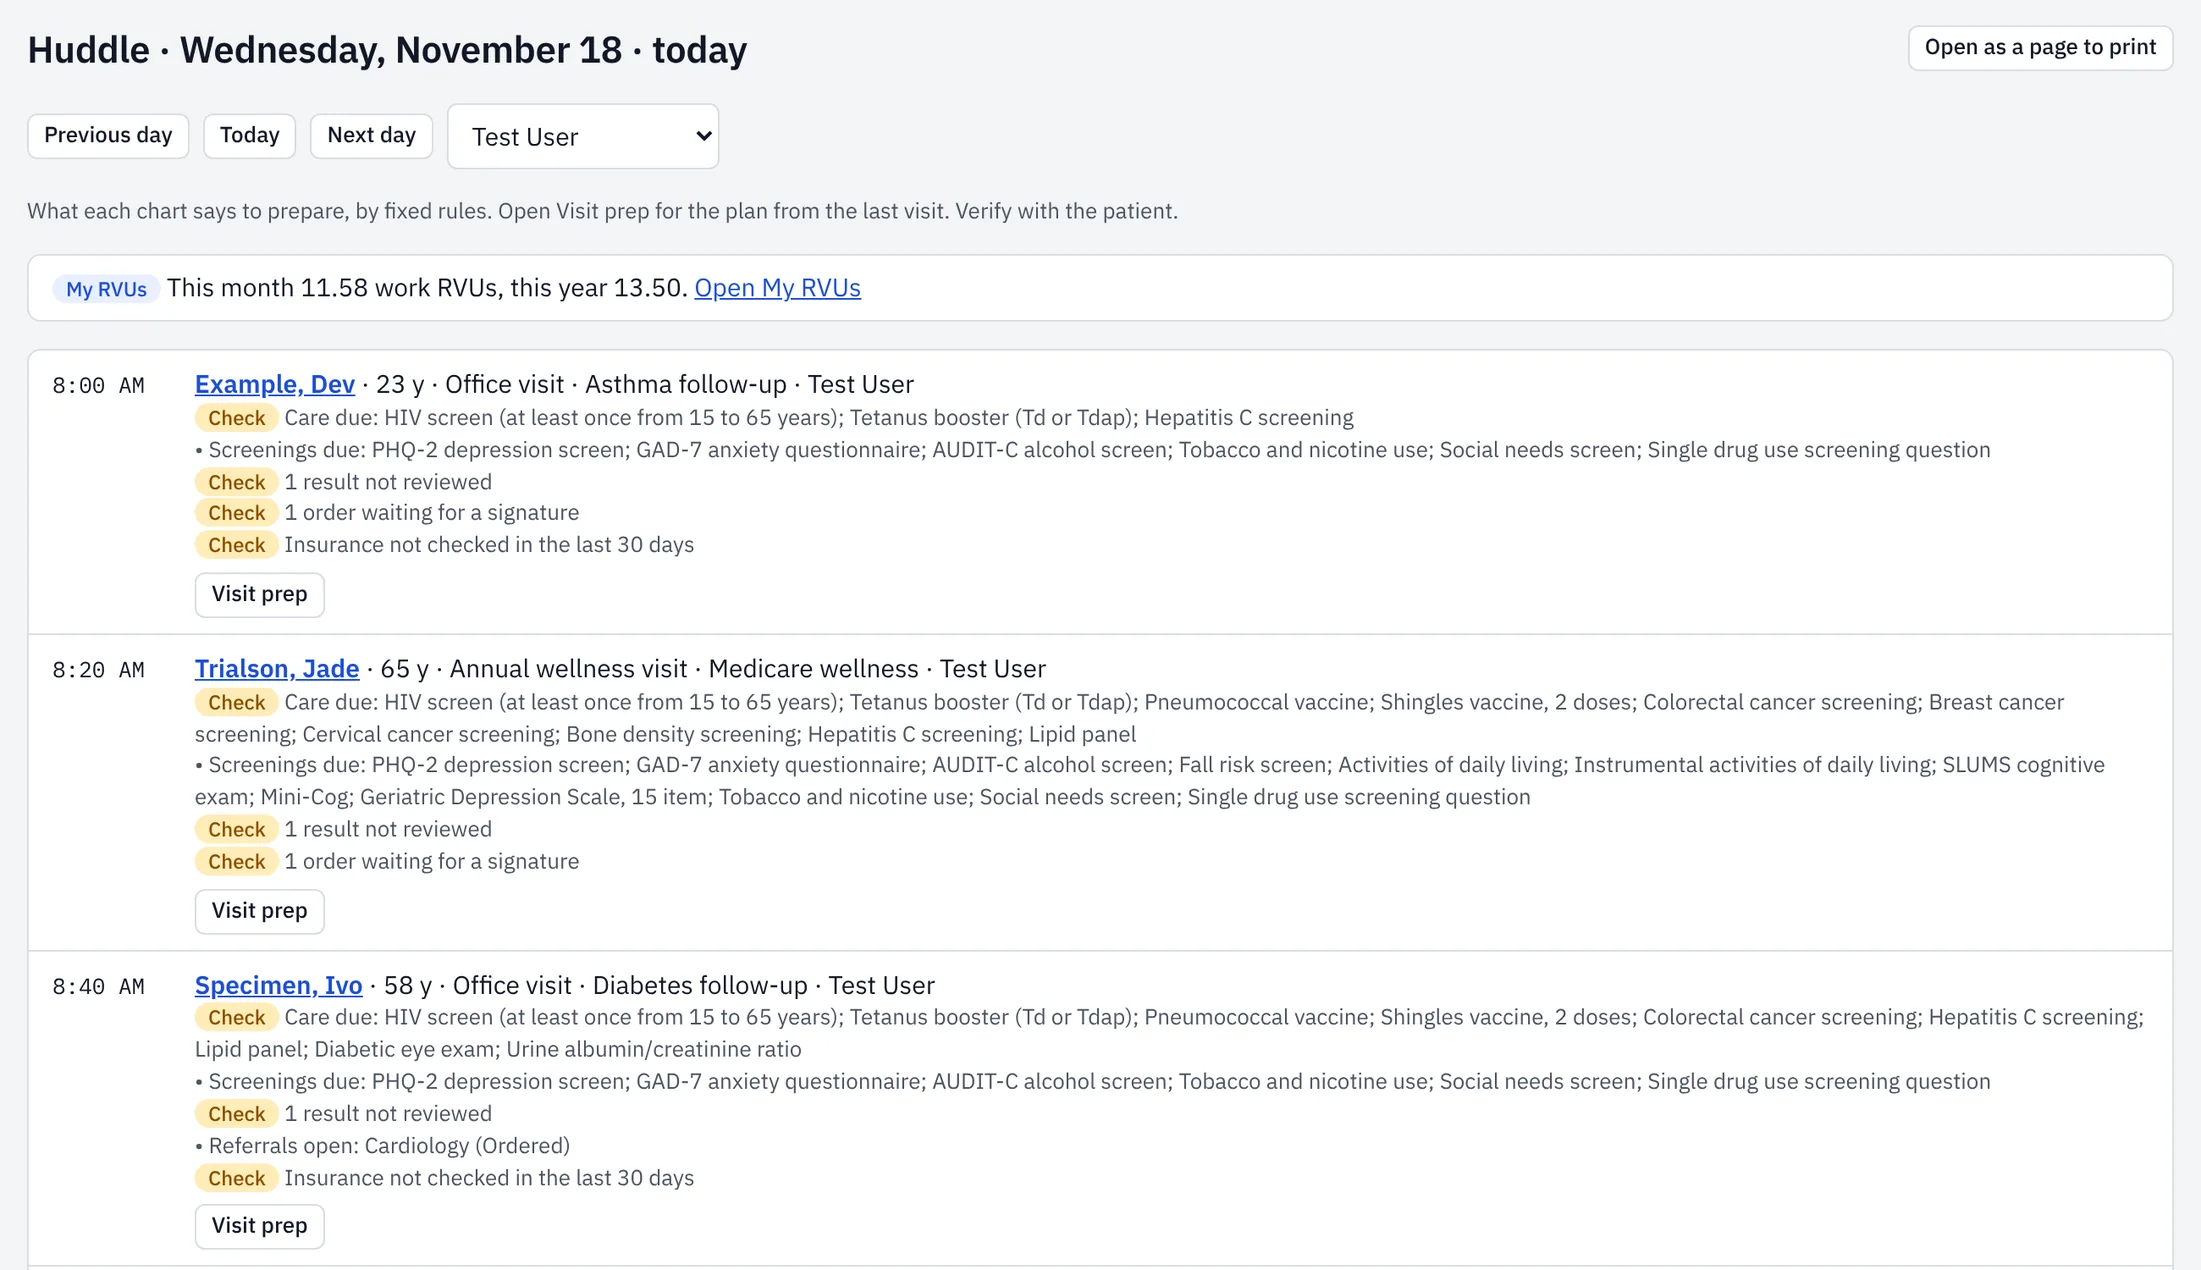 Huddle · Wednesday, November 18 · today
Open as a page to print
Previous day
Today
Next day
Test User
What each chart says to prepare, by fixed rules. Open Visit prep for the plan from the last visit. Verify with the patient.
My RVUs This month 11.58 work RVUs, this year 13.50. Open My RVUs
8:00 AM
Example, Dev · 23 y · Office visit · Asthma follow-up · Test User
Check Care due: HIV screen (at least once from 15 to 65 years); Tetanus booster (Td or Tdap); Hepatitis C screening
• Screenings due: PHQ-2 depression screen; GAD-7 anxiety questionnaire; AUDIT-C alcohol screen; Tobacco and nicotine use; Social needs screen; Single drug use screening question
Check 1 result not reviewed
Check 1 order waiting for a signature
Check Insurance not checked in the last 30 days
Visit prep
8:20 AM
Trialson, Jade · 65 y · Annual wellness visit · Medicare wellness · Test User
Check Care due: HIV screen (at least once from 15 to 65 years); Tetanus booster (Td or Tdap); Pneumococcal vaccine; Shingles vaccine, 2 doses; Colorectal cancer screening; Breast cancer
screening; Cervical cancer screening; Bone density screening; Hepatitis C screening; Lipid panel
• Screenings due: PHQ-2 depression screen; GAD-7 anxiety questionnaire; AUDIT-C alcohol screen; Fall risk screen; Activities of daily living; Instrumental activities of daily living; SLUMS cognitive
exam; Mini-Cog; Geriatric Depression Scale, 15 item; Tobacco and nicotine use; Social needs screen; Single drug use screening question
Check 1 result not reviewed
Check 1 order waiting for a signature
Visit prep
8:40 AM
Specimen, Ivo · 58 y · Office visit · Diabetes follow-up · Test User
Check Care due: HIV screen (at least once from 15 to 65 years); Tetanus booster (Td or Tdap); Pneumococcal vaccine; Shingles vaccine, 2 doses; Colorectal cancer screening; Hepatitis C screening;
Lipid panel; Diabetic eye exam; Urine albumin/creatinine ratio
• Screenings due: PHQ-2 depression screen; GAD-7 anxiety questionnaire; AUDIT-C alcohol screen; Tobacco and nicotine use; Social needs screen; Single drug use screening question
Check 1 result not reviewed
• Referrals open: Cardiology (Ordered)
Check Insurance not checked in the last 30 days
Visit prep